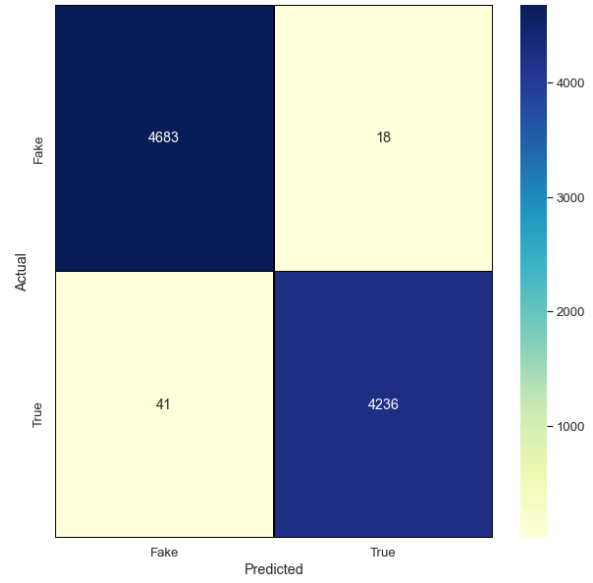 4683
18
41
4236
Fake
True
Actual
Fake
True
Predicted
4000
3000
2000
1000